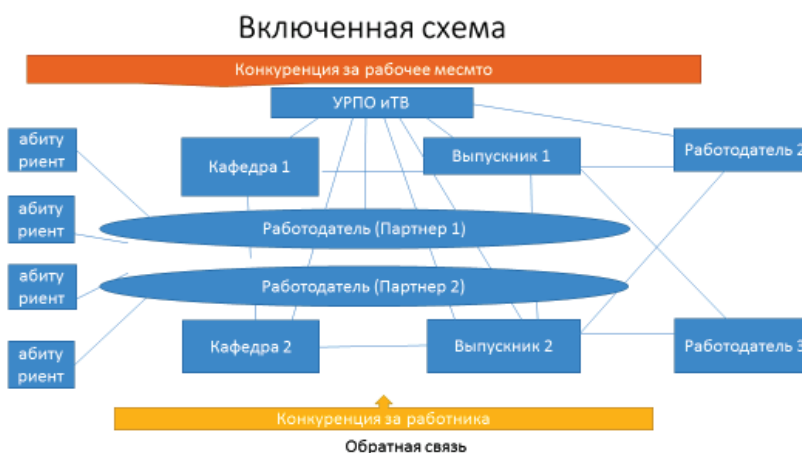 Включенная схема
Конкуренция за рабочее месмто
УРПО иТВ
абиту
риент
Кафедра 1
Выпускник 1
Работодатель 2
абиту
риент
Работодатель (Партнер 1)
абиту
риент
Работодатель (Партнер 2)
абиту
риент
Кафедра 2
Выпускник 2
Работодатель 3
Конкуренция за работника
Обратная связь